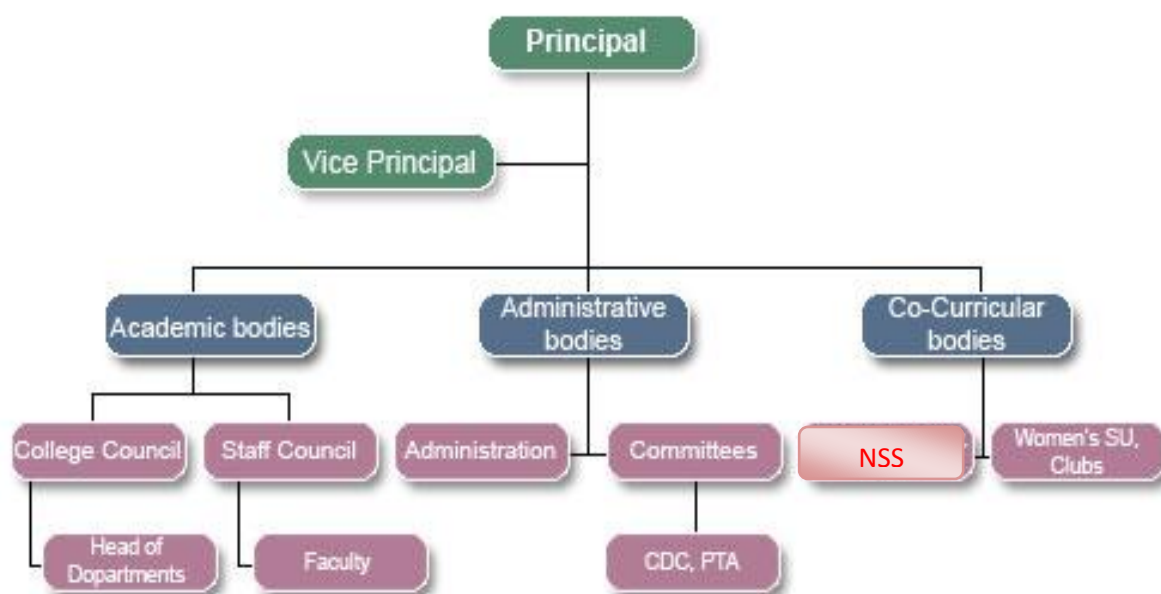 Principal
Vice Principal
Academic bodies
Administrative
bodies
Co-Curricular
bodies
College Council
Staff Council
Administration
Committees
NSS
Women's SU,
Clubs
Head of
Dopartments
Faculty
CDC, PTA